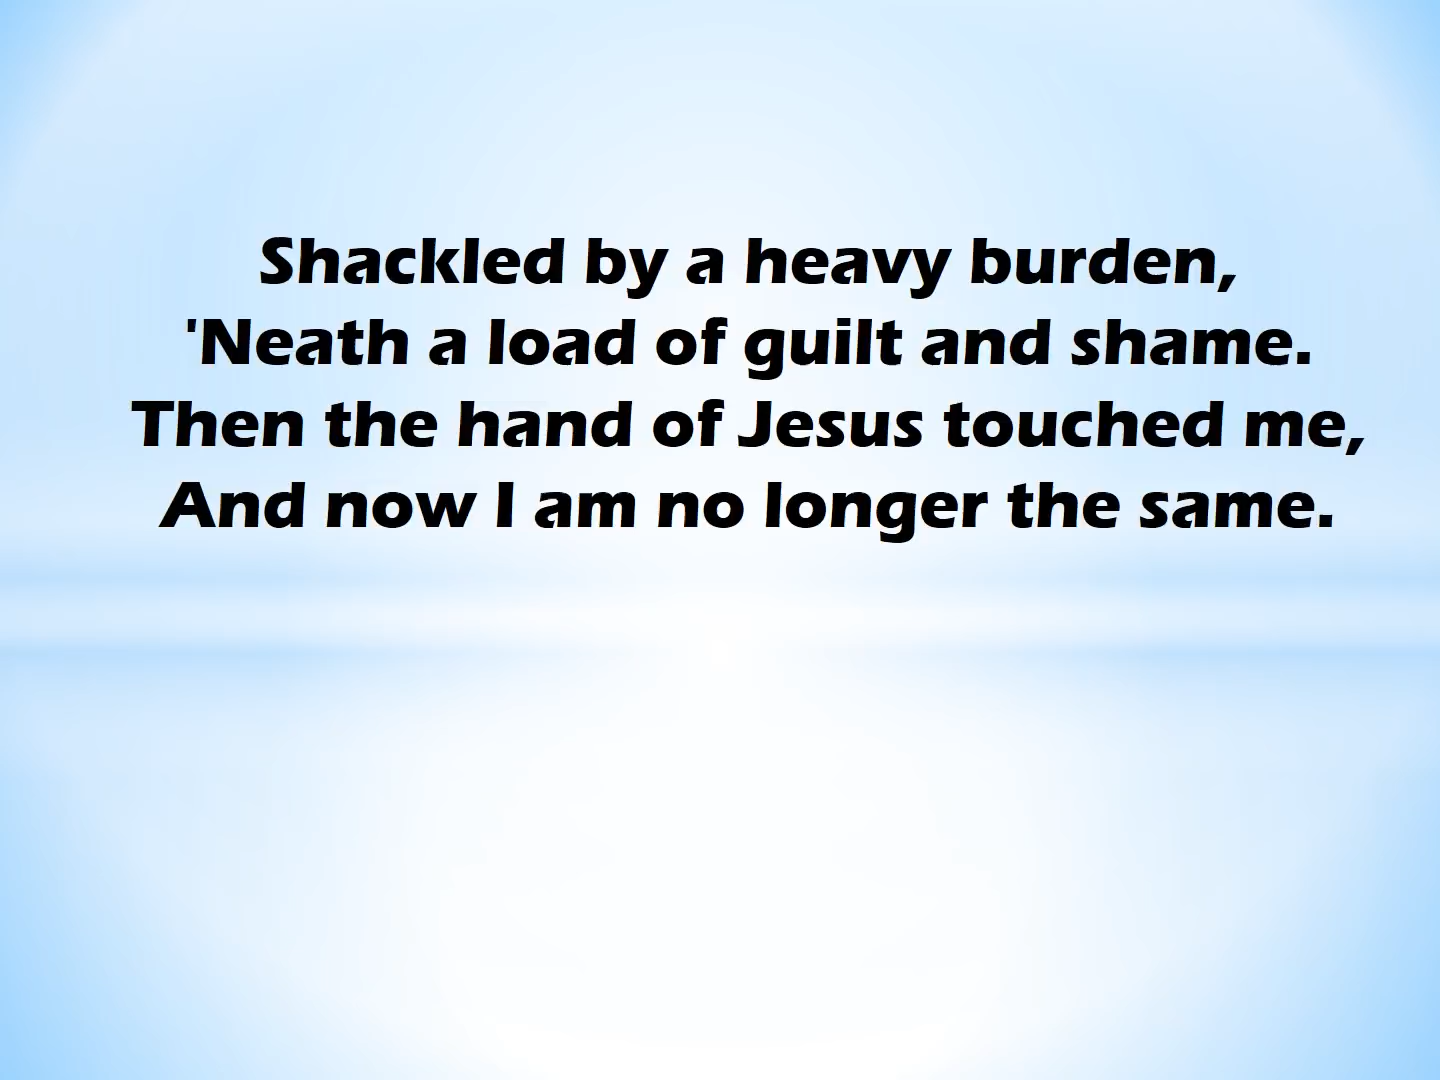 Shackled by a heavy burden,
'Neath a load of guilt and shame.
Then the hand of Jesus touched me,
And now I am no longer the same.